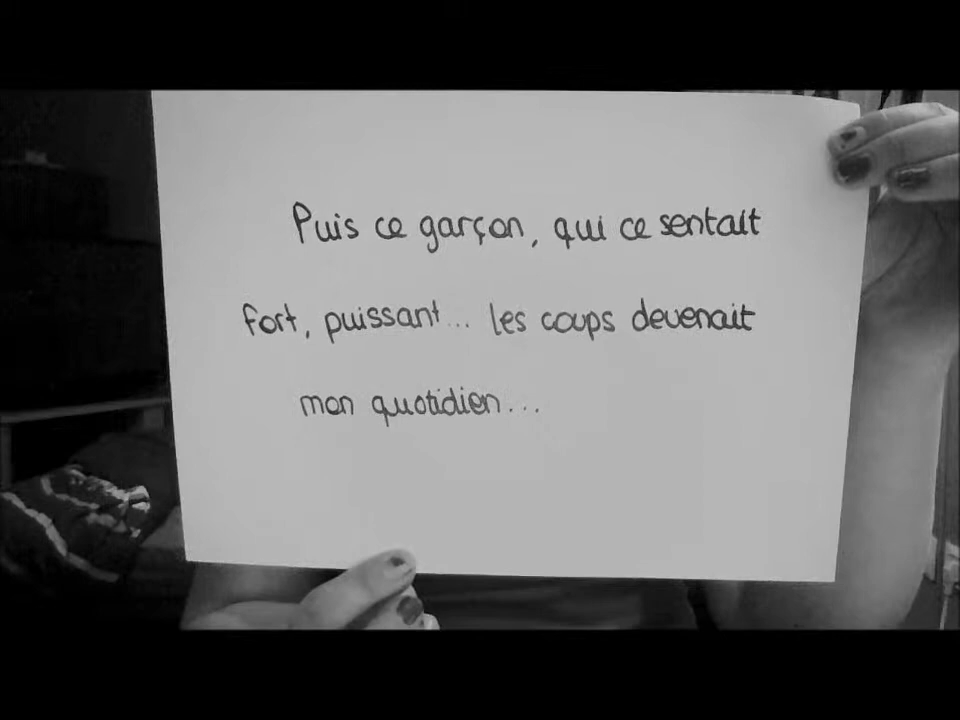 Puis ce garçon, qui ce sentait
fort, puissant... les coups devenait
mon quotidien...